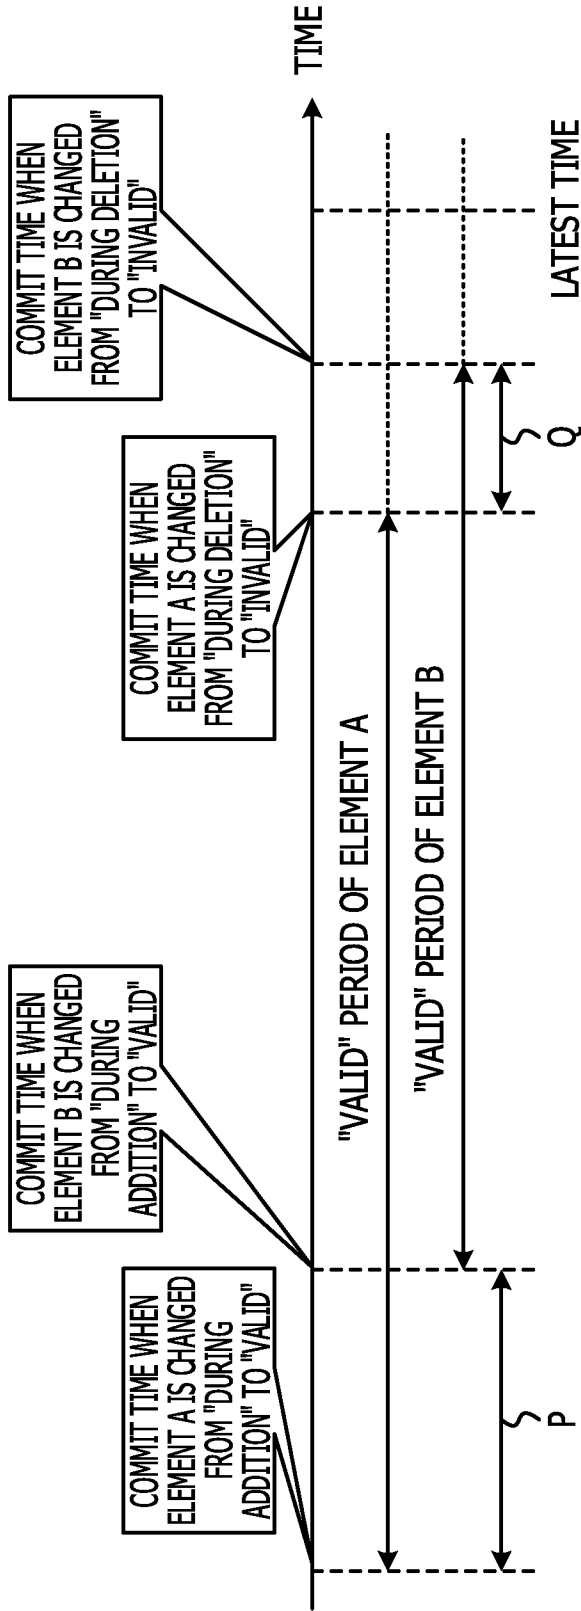 COMMIT TIME WHEN
ELEMENT A IS CHANGED
FROM "DURING
ADDITION" TO "VALID"
COMMIT TIME WHEN
ELEMENT B IS CHANGED
FROM "DURING
ADDITION" TO "VALID"
COMMIT TIME WHEN
ELEMENT A IS CHANGED
FROM "DURING DELETION"
TO "INVALID"
COMMIT TIME WHEN
ELEMENT B IS CHANGED
FROM "DURING DELETION"
TO "INVALID"
TIME
"VALID" PERIOD OF ELEMENT A
"VALID" PERIOD OF ELEMENT B
P
Q
LATEST TIME